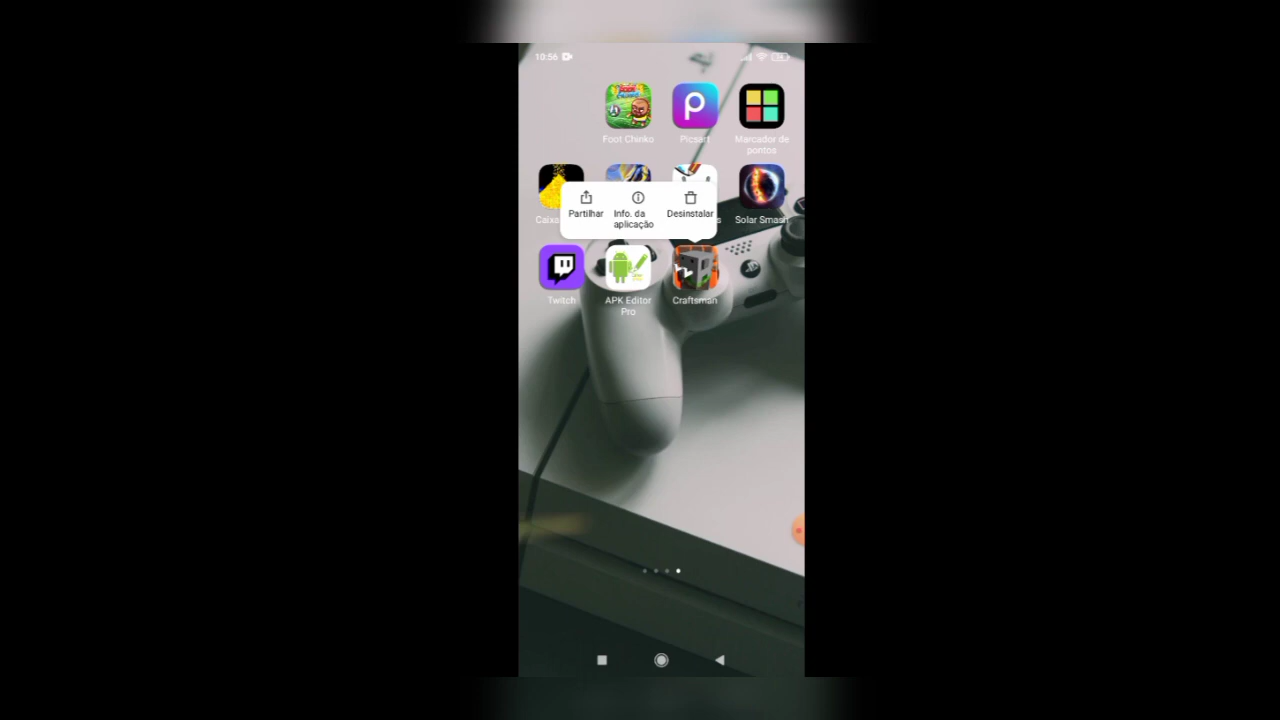 10:56
Foot Chinko
Picsart
Marcador de
pontos
Partilhar
Info. da
aplicação
Desinstalar
Solar Smash
Twitch
APK Editor
Pro
Craftsman